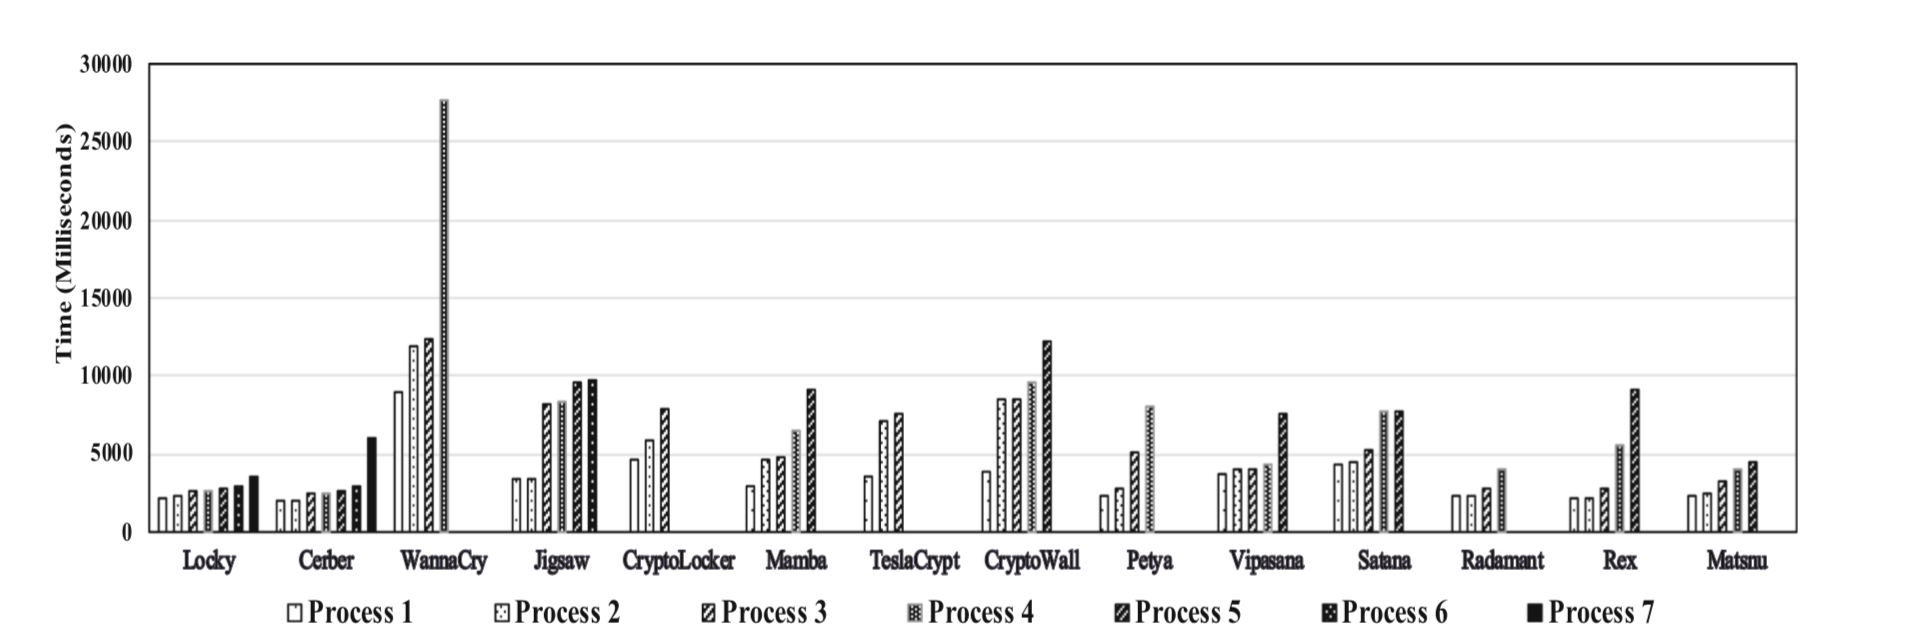 30000
25000
20000
15000
10000
5000
0
Time (Milliseconds)
Locky Cerber WannaCry Jigsaw CryptoLocker Mamba TeslaCrypt CryptoWall Petya Vipasana Satana Radamant Rex Matsnu
Process 1 Process 2 Process 3 Process 4 Process 5 Process 6 Process 7